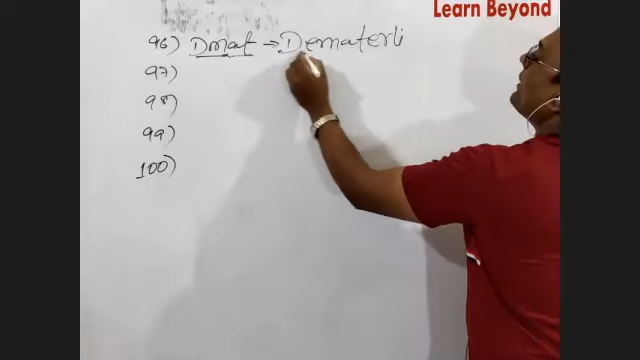 Learn Beyond
96) Dmat → Dematerli
97)
98)
99)
100)